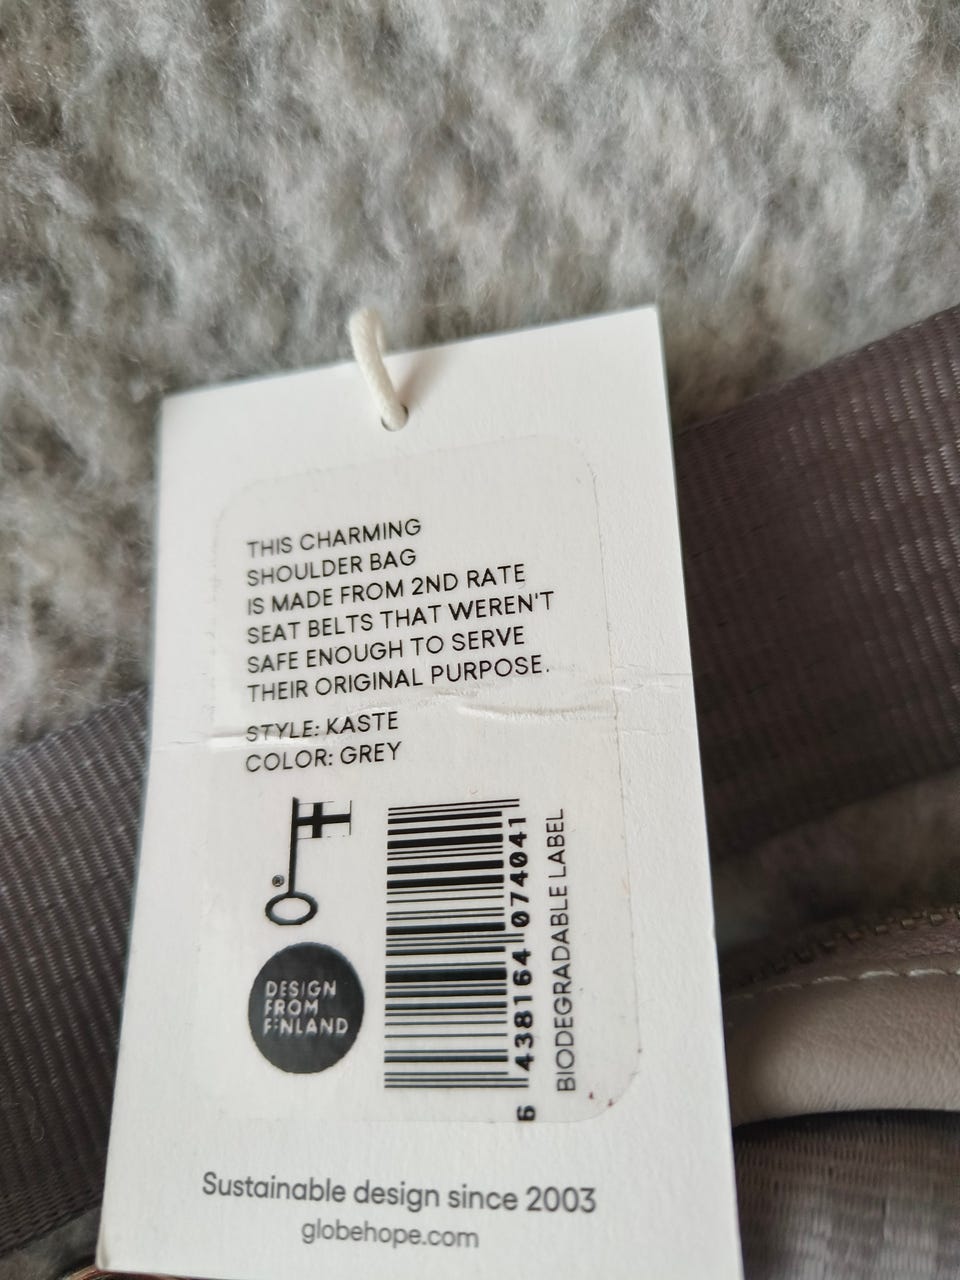 THIS CHARMING
SHOULDER BAG
IS MADE FROM 2ND RATE
SEAT BELTS THAT WEREN'T
SAFE ENOUGH TO SERVE
THEIR ORIGINAL PURPOSE.
STYLE: KASTE
COLOR: GREY
®
DESIGN
FROM
FINLAND
6 438164 074041
BIODEGRADABLE LABEL
Sustainable design since 2003
globehope.com